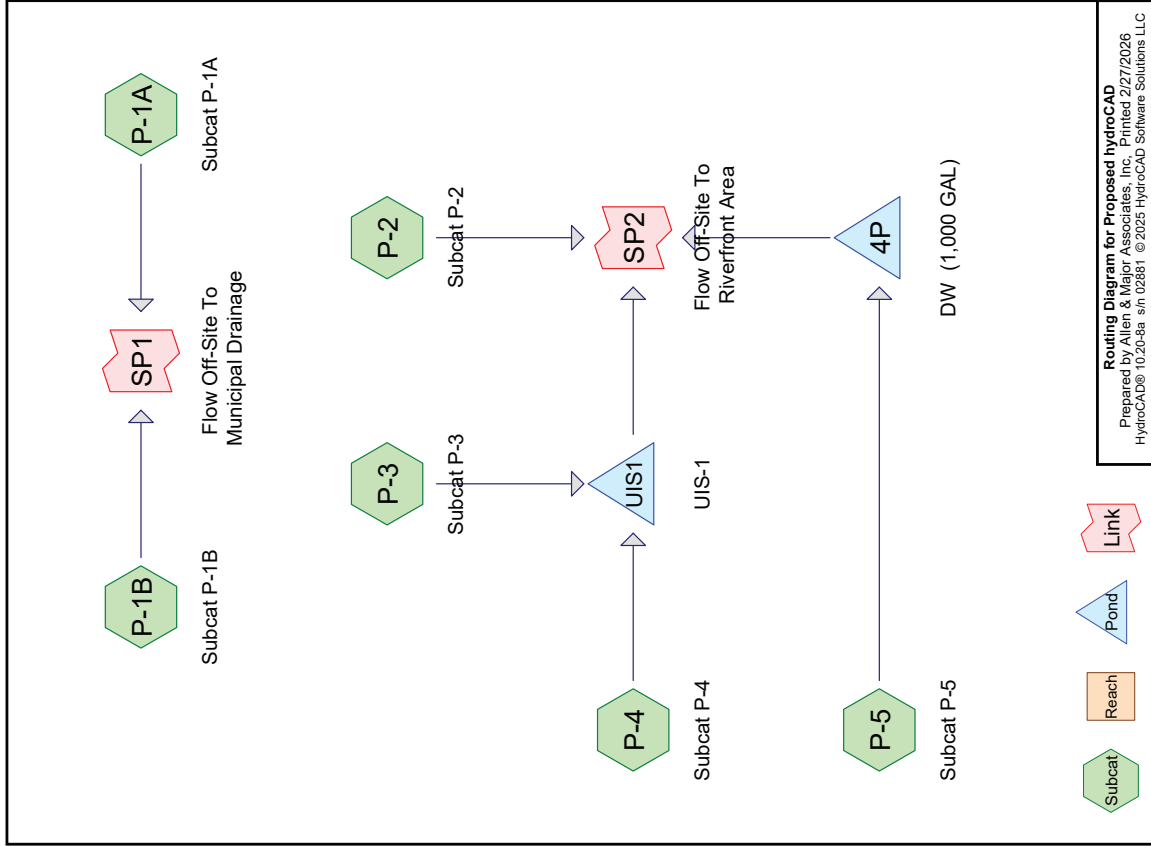 P-1B
Subcat P-1B
SP1
Flow Off-Site To
Municipal Drainage
P-1A
Subcat P-1A
P-3
Subcat P-3
P-2
Subcat P-2
P-4
Subcat P-4
UIS1
UIS-1
SP2
Flow Off-Site To
Riverfront Area
P-5
Subcat P-5
4P
DW (1,000 GAL)
Subcat
Reach
Pond
Link
Routing Diagram for Proposed hydroCAD
Prepared by Allen & Major Associates, Inc, Printed 2/27/2026
HydroCAD® 10.20-8a s/n 02881 ©2025 HydroCAD Software Solutions LLC